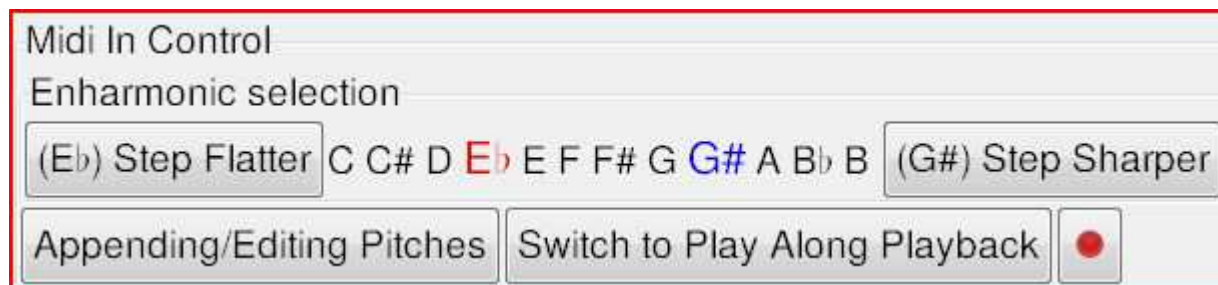 Midi In Control
Enharmonic selection
(E♭) Step Flatter C C# D E♭ E F F# G G# A B♭ B (G#) Step Sharper
Appending/Editing Pitches Switch to Play Along Playback